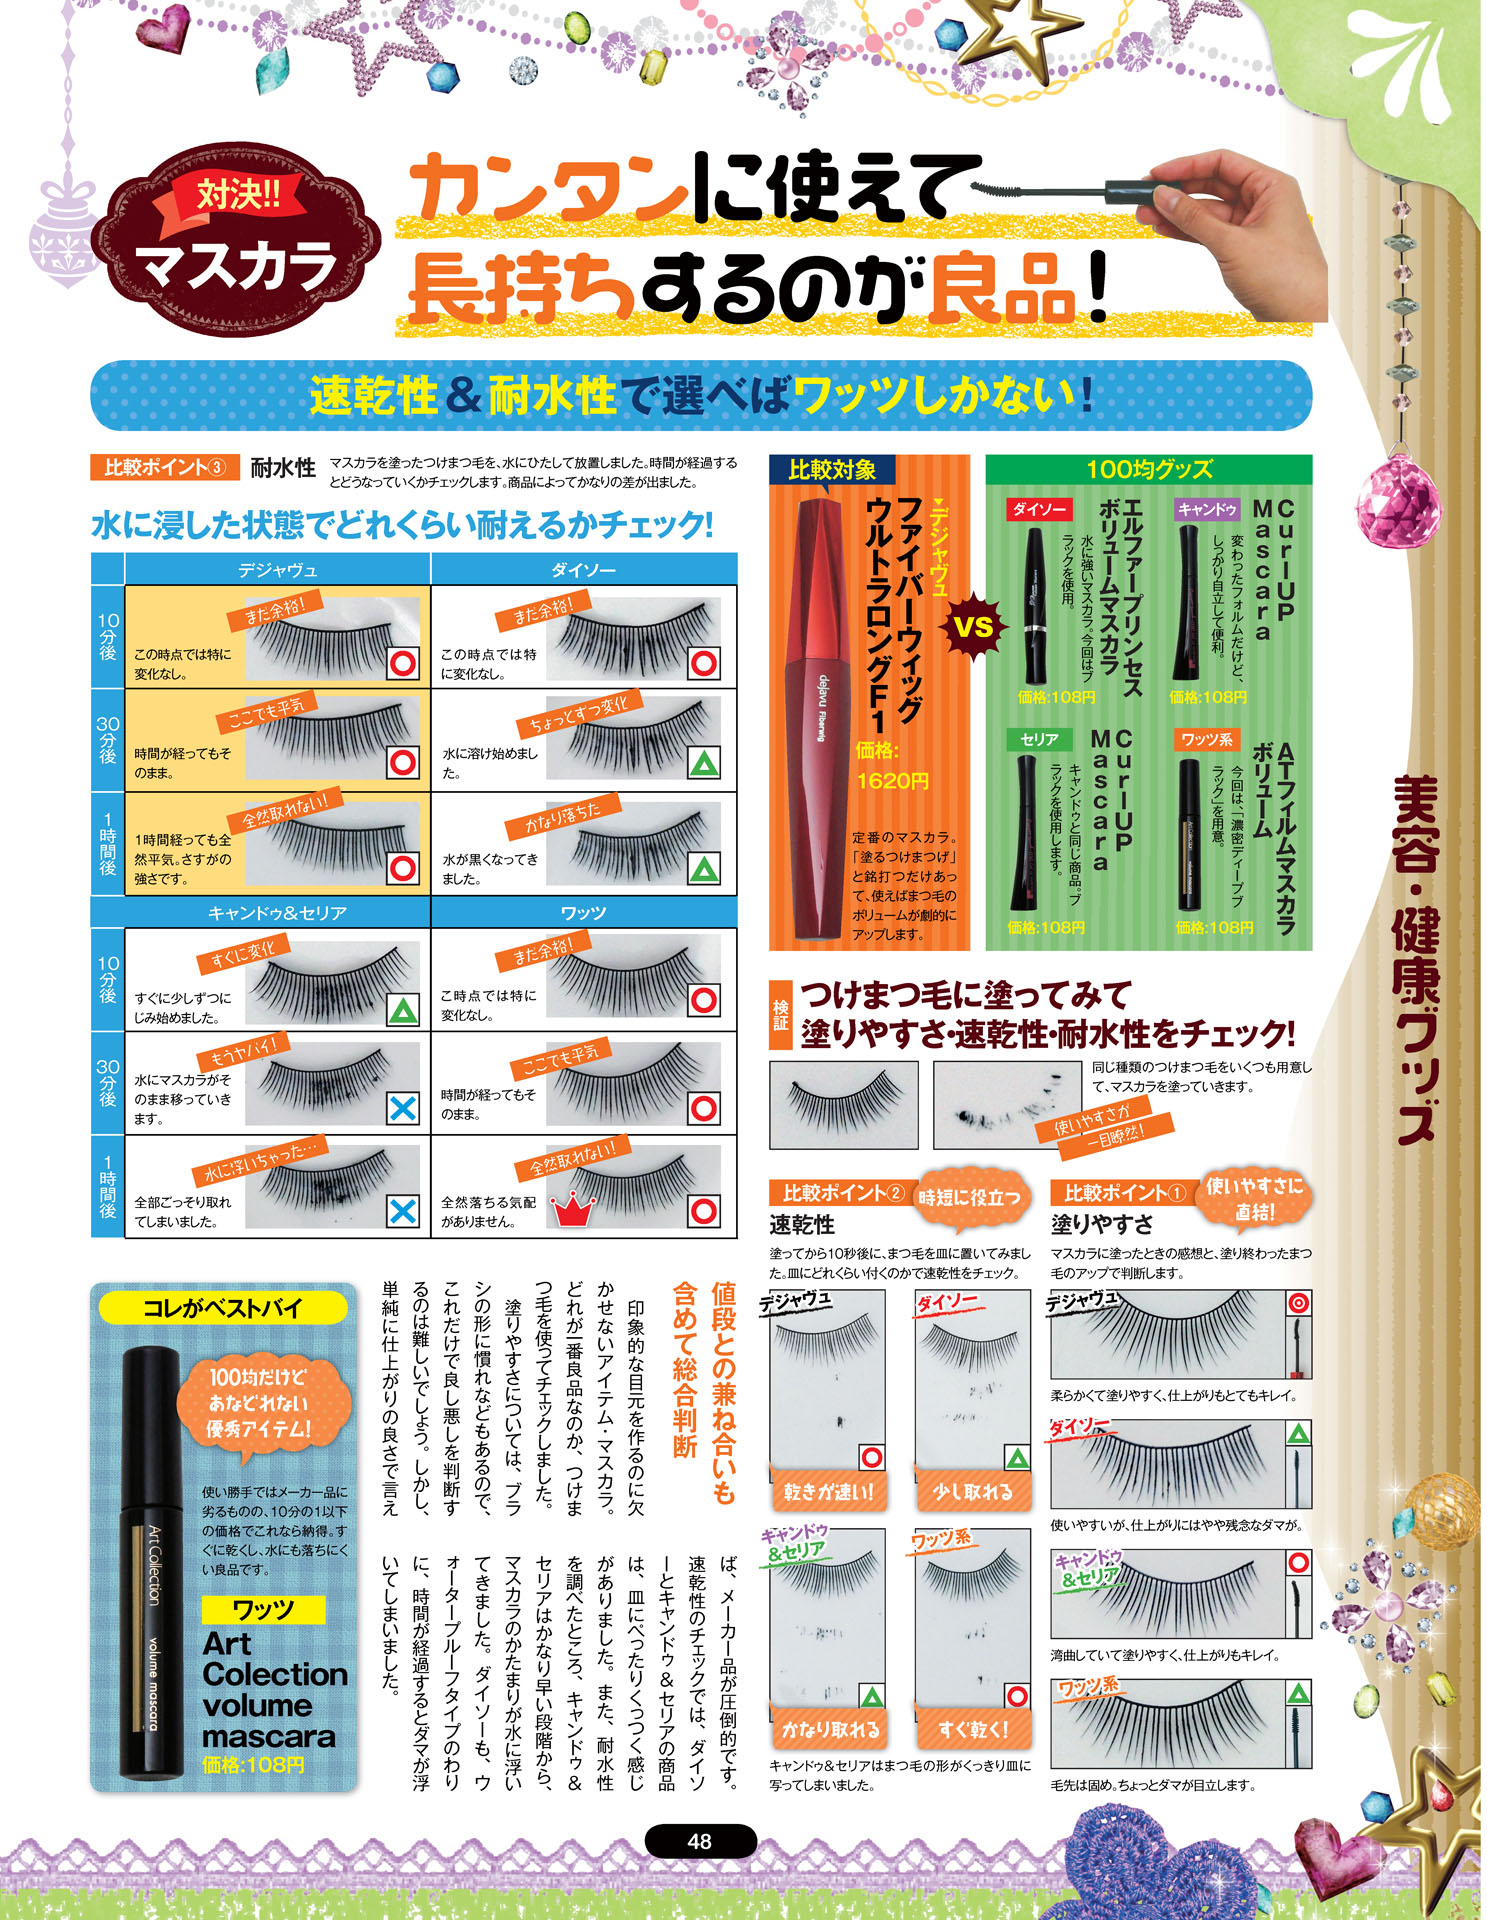 対決!!
マスカラ
カンタンに使えて
長持ちするのが良品!
速乾性&耐水性で選べばワッツしかない!
比較ポイント③ 耐水性
マスカラを塗ったつけまつ毛を、水にひたして放置しました。時間が経過する
とどうなっていくかチェックします。商品によってかなりの差が出ました。
水に浸した状態でどれくらい耐えるかチェック!
デジャヴュ
ダイソー
10分後
まだ余裕!
この時点では特に
変化なし。
まだ余裕!
この時点では特
に変化なし。
30分後
ここでも平気
時間が経ってもそ
のまま。
ちょっとずつ変化
水に溶け始めまし
た。
1時間後
全然取れない!
1時間経っても全
然平気。さすがの
強さです。
かなり落ちた
水が黒くなってき
ました。
キャンドゥ&セリア
ワッツ
10分後
すぐに変化
すぐに少しずつに
じみ始めました。
まだ余裕!
こ時点では特に
変化なし。
30分後
もうヤバイ!
水にマスカラがそ
のまま移っていき
ます。
ここでも平気
時間が経ってもそ
のまま。
1時間後
水に浮いちゃった…
全部ごっそり取れ
てしまいました。
全然取れない!
全然落ちる気配
がありません。
比較対象
▼デジャヴュ
ファイバーウィッグ
ウルトラロングF1
dejavu Fiberwig
価格:
1620円
定番のマスカラ。
「塗るつけまつげ」
と銘打つだけあっ
て、使えばまつ毛の
ボリュームが劇的に
アップします。
VS
100均グッズ
ダイソー
エルファープリンセス
ボリュームマスカラ
水に強いマスカラ。今回はブ
ラックを使用。
価格:108円
キャンドゥ
CurlUP
Mascara
変わったフォルムだけど、
しっかり自立して便利。
価格:108円
セリア
CurlUP
Mascara
キャンドゥと同じ商品。ブ
ラックを使用します。
価格:108円
ワッツ系
ATフィルムマスカラ
ボリューム
今回は、「濃密ディープブ
ラック」を用意。
価格:108円
検証
つけまつ毛に塗ってみて
塗りやすさ・速乾性・耐水性をチェック!
同じ種類のつけまつ毛をいくつも用意し
て、マスカラを塗っていきます。
使いやすさが
一目瞭然!
比較ポイント①
使いやすさに
直結!
塗りやすさ
マスカラに塗ったときの感想と、塗り終わったまつ
毛のアップで判断します。
デジャヴュ
柔らかくて塗りやすく、仕上がりもとてもキレイ。
ダイソー
使いやすいが、仕上がりにはやや残念なダマが。
キャンドゥ
&セリア
湾曲していて塗りやすく、仕上がりもキレイ。
ワッツ系
毛先は固め。ちょっとダマが目立します。
比較ポイント②
時短に役立つ
速乾性
塗ってから10秒後に、まつ毛を皿に置いてみまし
た。皿にどれくらい付くのかで速乾性をチェック。
デジャヴュ
乾きが速い!
ダイソー
少し取れる
キャンドゥ
&セリア
かなり取れる
ワッツ系
すぐ乾く!
キャンドゥ&セリアはまつ毛の形がくっきり皿に
写ってしまいました。
値段との兼ね合いも
含めて総合判断
印象的な目元を作るのに欠
かせないアイテム・マスカラ。
どれが一番良品なのか、つけま
つ毛を使ってチェックしました。
塗りやすさについては、ブラ
シの形に慣れなどもあるので、
これだけで良し悪しを判断す
るのは難しいでしょう。しかし、
単純に仕上がりの良さで言え
ば、メーカー品が圧倒的です。
速乾性のチェックでは、ダイソ
ーとキャンドゥ&セリアの商品
は、皿にべったりくっつく感じ
がありました。また、耐水性
を調べたところ、キャンドゥ&
セリアはかなり早い段階から、
マスカラのかたまりが水に浮い
てきました。ダイソーも、ウ
ォータープルーフタイプのわり
に、時間が経過するとダマが浮
いてしまいました。
コレがベストバイ
100均だけど
あなどれない
優秀アイテム!
使い勝手ではメーカー品に
劣るものの、10分の1以下
の価格でこれなら納得。す
ぐに乾くし、水にも落ちにく
い良品です。
Art Collection volume mascara
ワッツ
Art
Colection
volume
mascara
価格:108円
美容・健康グッズ
48